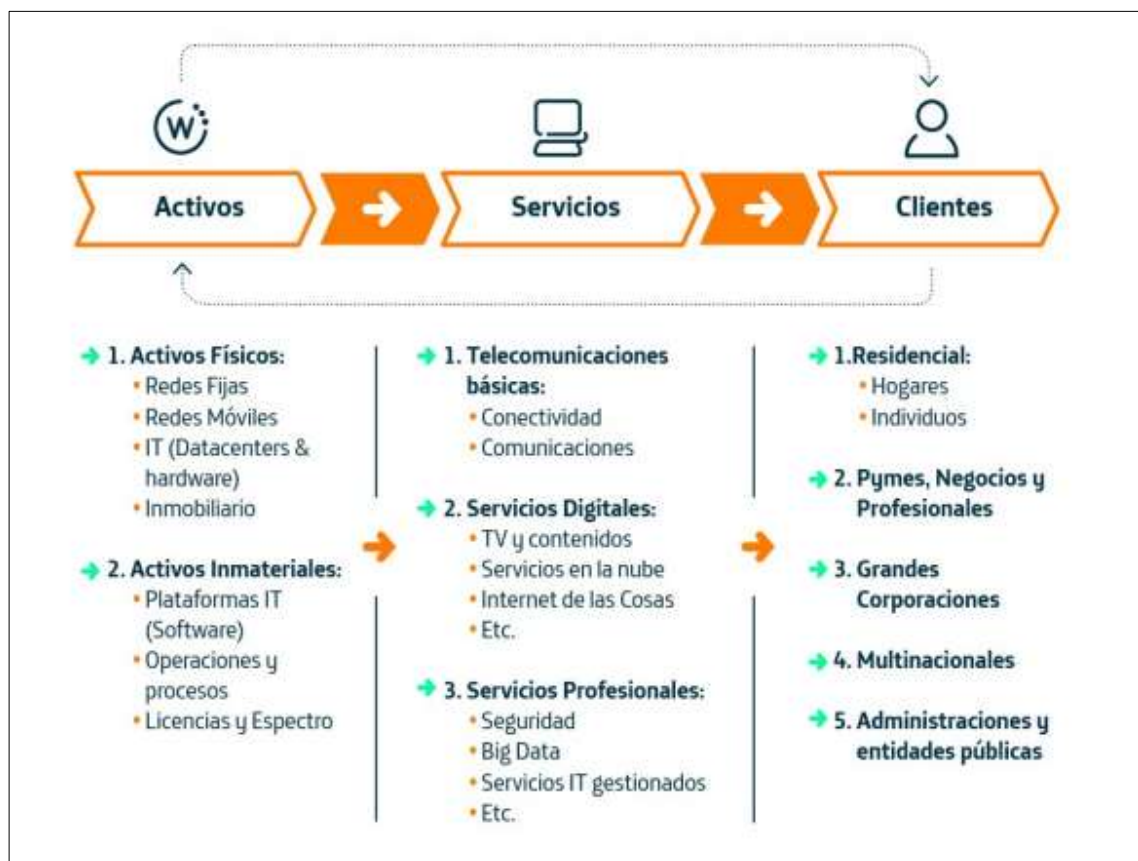 W
Activos
Servicios
Clientes
1. Activos Físicos:
• Redes Fijas
• Redes Móviles
• IT (Datacenters &
hardware)
• Inmobiliario
2. Activos Inmateriales:
• Plataformas IT
(Software)
• Operaciones y
procesos
• Licencias y Espectro
1. Telecomunicaciones
básicas:
• Conectividad
• Comunicaciones
2. Servicios Digitales:
• TV y contenidos
• Servicios en la nube
• Internet de las Cosas
• Etc.
3. Servicios Profesionales:
• Seguridad
• Big Data
• Servicios IT gestionados
• Etc.
1.Residencial:
• Hogares
• Individuos
2. Pymes, Negocios y
Profesionales
3. Grandes
Corporaciones
4. Multinacionales
5. Administraciones y
entidades públicas